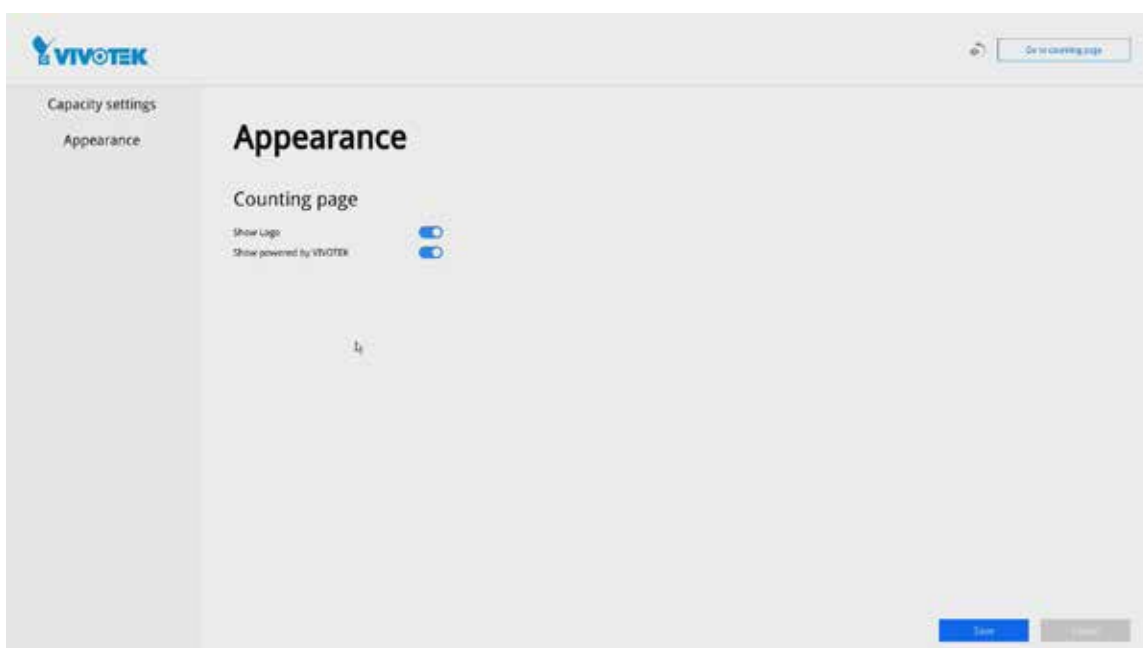 VIVOTEK
Go to counting page
Capacity settings
Appearance
Appearance
Counting page
Show Logo
Show powered by VIVOTEK
Save